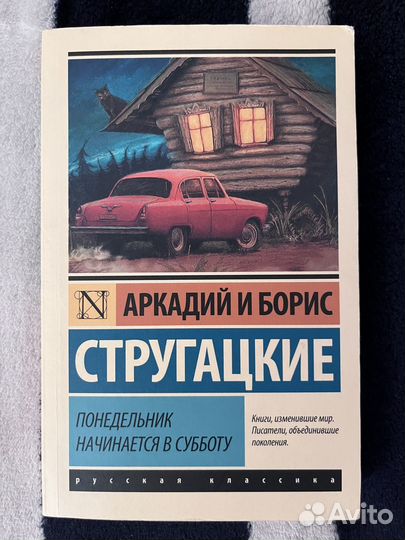 АРКАДИЙ И БОРИС
СТРУГАЦКИЕ
ПОНЕДЕЛЬНИК
НАЧИНАЕТСЯ В СУББОТУ
Книги, изменившие мир.
Писатели, объединившие
поколения.
русская классика
Avito